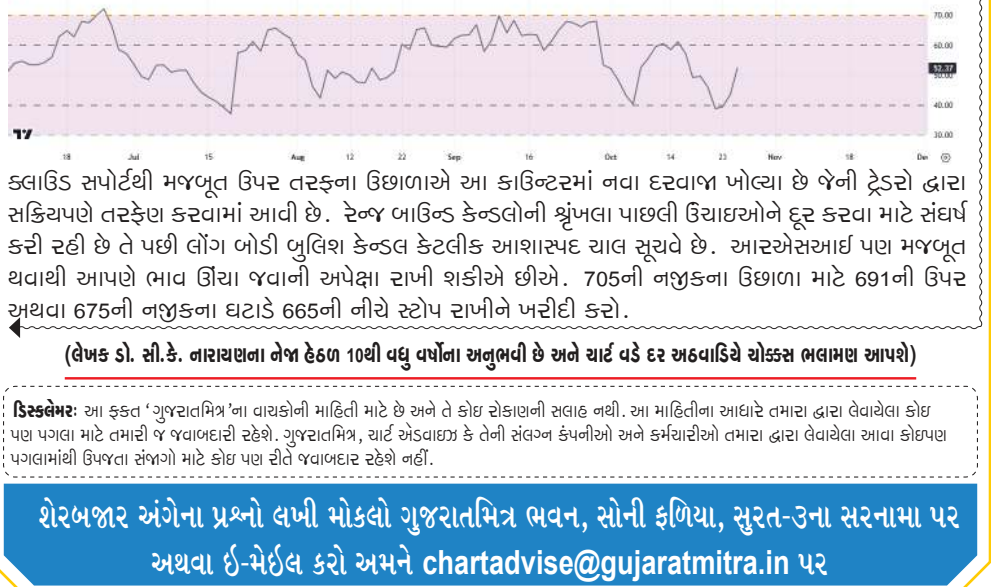 70.00
60.00
52.37
50.00
40.00
30.00
18 Jul 15 Aug 12 22 Sep 16 Oct 14 23 Nov 18 De
ક્લાઉડ સપોર્ટથી મજબૂત ઉપર તરફના ઉછાળાએ આ કાઉન્ટરમાં નવા દરવાજા ખોલ્યા છે જેની ટ્રેડરો દ્વારા
સક્રિયપણે તરફેણ કરવામાં આવી છે. રેન્જ બાઉન્ડ કેન્ડલોની શ્રૃંખલા પાછલી ઉંચાઇઓને દૂર કરવા માટે સંઘર્ષ
કરી રહી છે તે પછી લોંગ બોડી બુલિશ કેન્ડલ કેટલીક આશાસ્પદ ચાલ સૂચવે છે. આરએસઆઈ પણ મજબૂત
થવાથી આપણે ભાવ ઊંચા જવાની અપેક્ષા રાખી શકીએ છીએ. 705ની નજીકના ઉછાળા માટે 691ની ઉપર
અથવા 675ની નજીકના ઘટાડે 665ની નીચે સ્ટોપ રાખીને ખરીદી કરો.
(લેખક ડો. સી.કે. નારાયણના નેજા હેઠળ 10થી વધુ વર્ષોના અનુભવી છે અને ચાર્ટ વડે દર અઠવાડિયે ચોક્કસ ભલામણ આપશે)
ડિસ્ક્લેમર: આ ફક્ત ‘ગુજરાતમિત્ર’ના વાચકોની માહિતી માટે છે અને તે કોઇ રોકાણની સલાહ નથી. આ માહિતીના આધારે તમારા દ્વારા લેવાયેલા કોઇ
પણ પગલા માટે તમારી જ જવાબદારી રહેશે. ગુજરાતમિત્ર, ચાર્ટ એડવાઇઝ કે તેની સંલગ્ન કંપનીઓ અને કર્મચારીઓ તમારા દ્વારા લેવાયેલા આવા કોઇપણ
પગલામાંથી ઉપજતા સંજાગો માટે કોઇ પણ રીતે જવાબદાર રહેશે નહીં.
શેરબજાર અંગેના પ્રશ્નો લખી મોકલો ગુજરાતમિત્ર ભવન, સોની ફળિયા, સુરત-૩ના સરનામા પર
અથવા ઇ-મેઇલ કરો અમને chartadvise@gujaratmitra.in પર